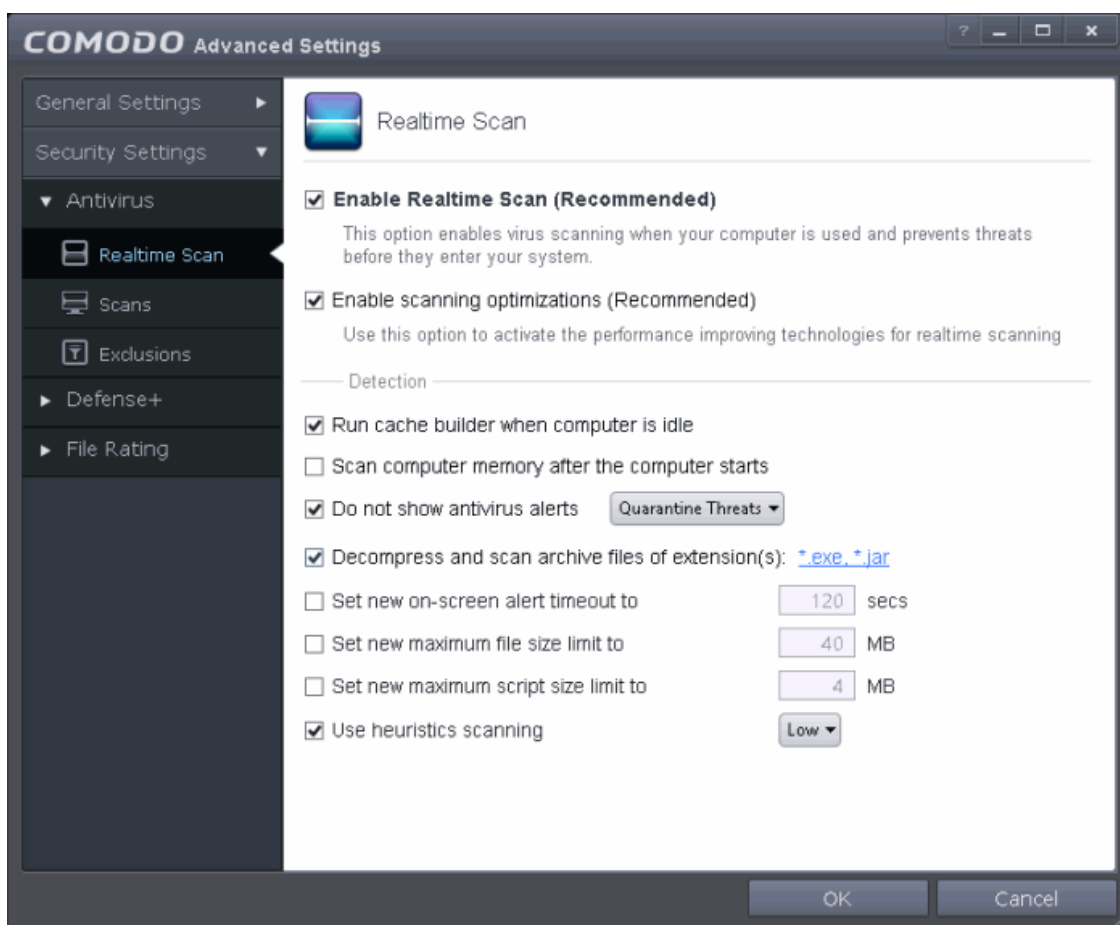 COMODO Advanced Settings
?
General Settings
Security Settings
Antivirus
Realtime Scan
Scans
Exclusions
Defense+
File Rating
Realtime Scan
Enable Realtime Scan (Recommended)
This option enables virus scanning when your computer is used and prevents threats
before they enter your system.
Enable scanning optimizations (Recommended)
Use this option to activate the performance improving technologies for realtime scanning
Detection
Run cache builder when computer is idle
Scan computer memory after the computer starts
Do not show antivirus alerts Quarantine Threats
Decompress and scan archive files of extension(s): *.exe, *.jar
Set new on-screen alert timeout to 120 secs
Set new maximum file size limit to 40 MB
Set new maximum script size limit to 4 MB
Use heuristics scanning Low
OK Cancel